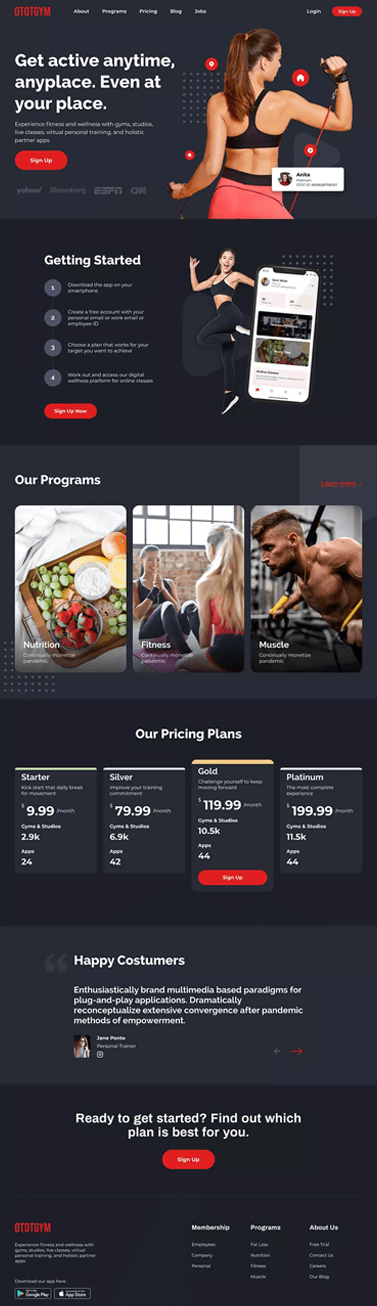 OTOTGYM
About Programs Pricing Blog Jobs
Login Sign Up
Get active anytime,
anyplace. Even at
your place.
Experience fitness and wellness with gyms, studios,
live classes, virtual personal training, and holistic
partner apps
Sign Up
yahoo! Bloomberg ESPN CNN
Anita
Getting Started
1 Download the app on your
smartphone
2 Create a free account with your
personal email or work email or
employee ID
3 Choose a plan that works for your
target you want to achieve
4 Work out and access our digital
wellness platform for online classes
Sign Up Now
Our Programs
Learn more
Nutrition
Continually monetize
pandemic
Fitness
Continually monetize
pandemic
Muscle
Continually monetize
pandemic
Our Pricing Plans
Starter
Kick start that daily break
for movement
$ 9.99 /month
Gyms & Studios
2.9k
Apps
24
Silver
Improve your training
commitment
$ 79.99 /month
Gyms & Studios
6.9k
Apps
42
Gold
Challenge yourself to keep
moving forward
$ 119.99 /month
Gyms & Studios
10.5k
Apps
44
Sign Up
Platinum
The most complete
experience
$ 199.99 /month
Gyms & Studios
11.5k
Apps
44
Happy Costumers
Enthusiastically brand multimedia based paradigms for
plug-and-play applications. Dramatically
reconceptualize extensive convergence after pandemic
methods of empowerment.
Jane Ponto
Personal Trainer
Ready to get started? Find out which
plan is best for you.
Sign Up
OTOTGYM
Experience fitness and wellness with
gyms, studios, live classes, virtual
personal training, and holistic partner
apps
Download our app here
Google Play App Store
Membership
Employees
Company
Personal
Programs
Fat Loss
Nutrition
Fitness
Muscle
About Us
Free Trial
Contact Us
Careers
Our Blog